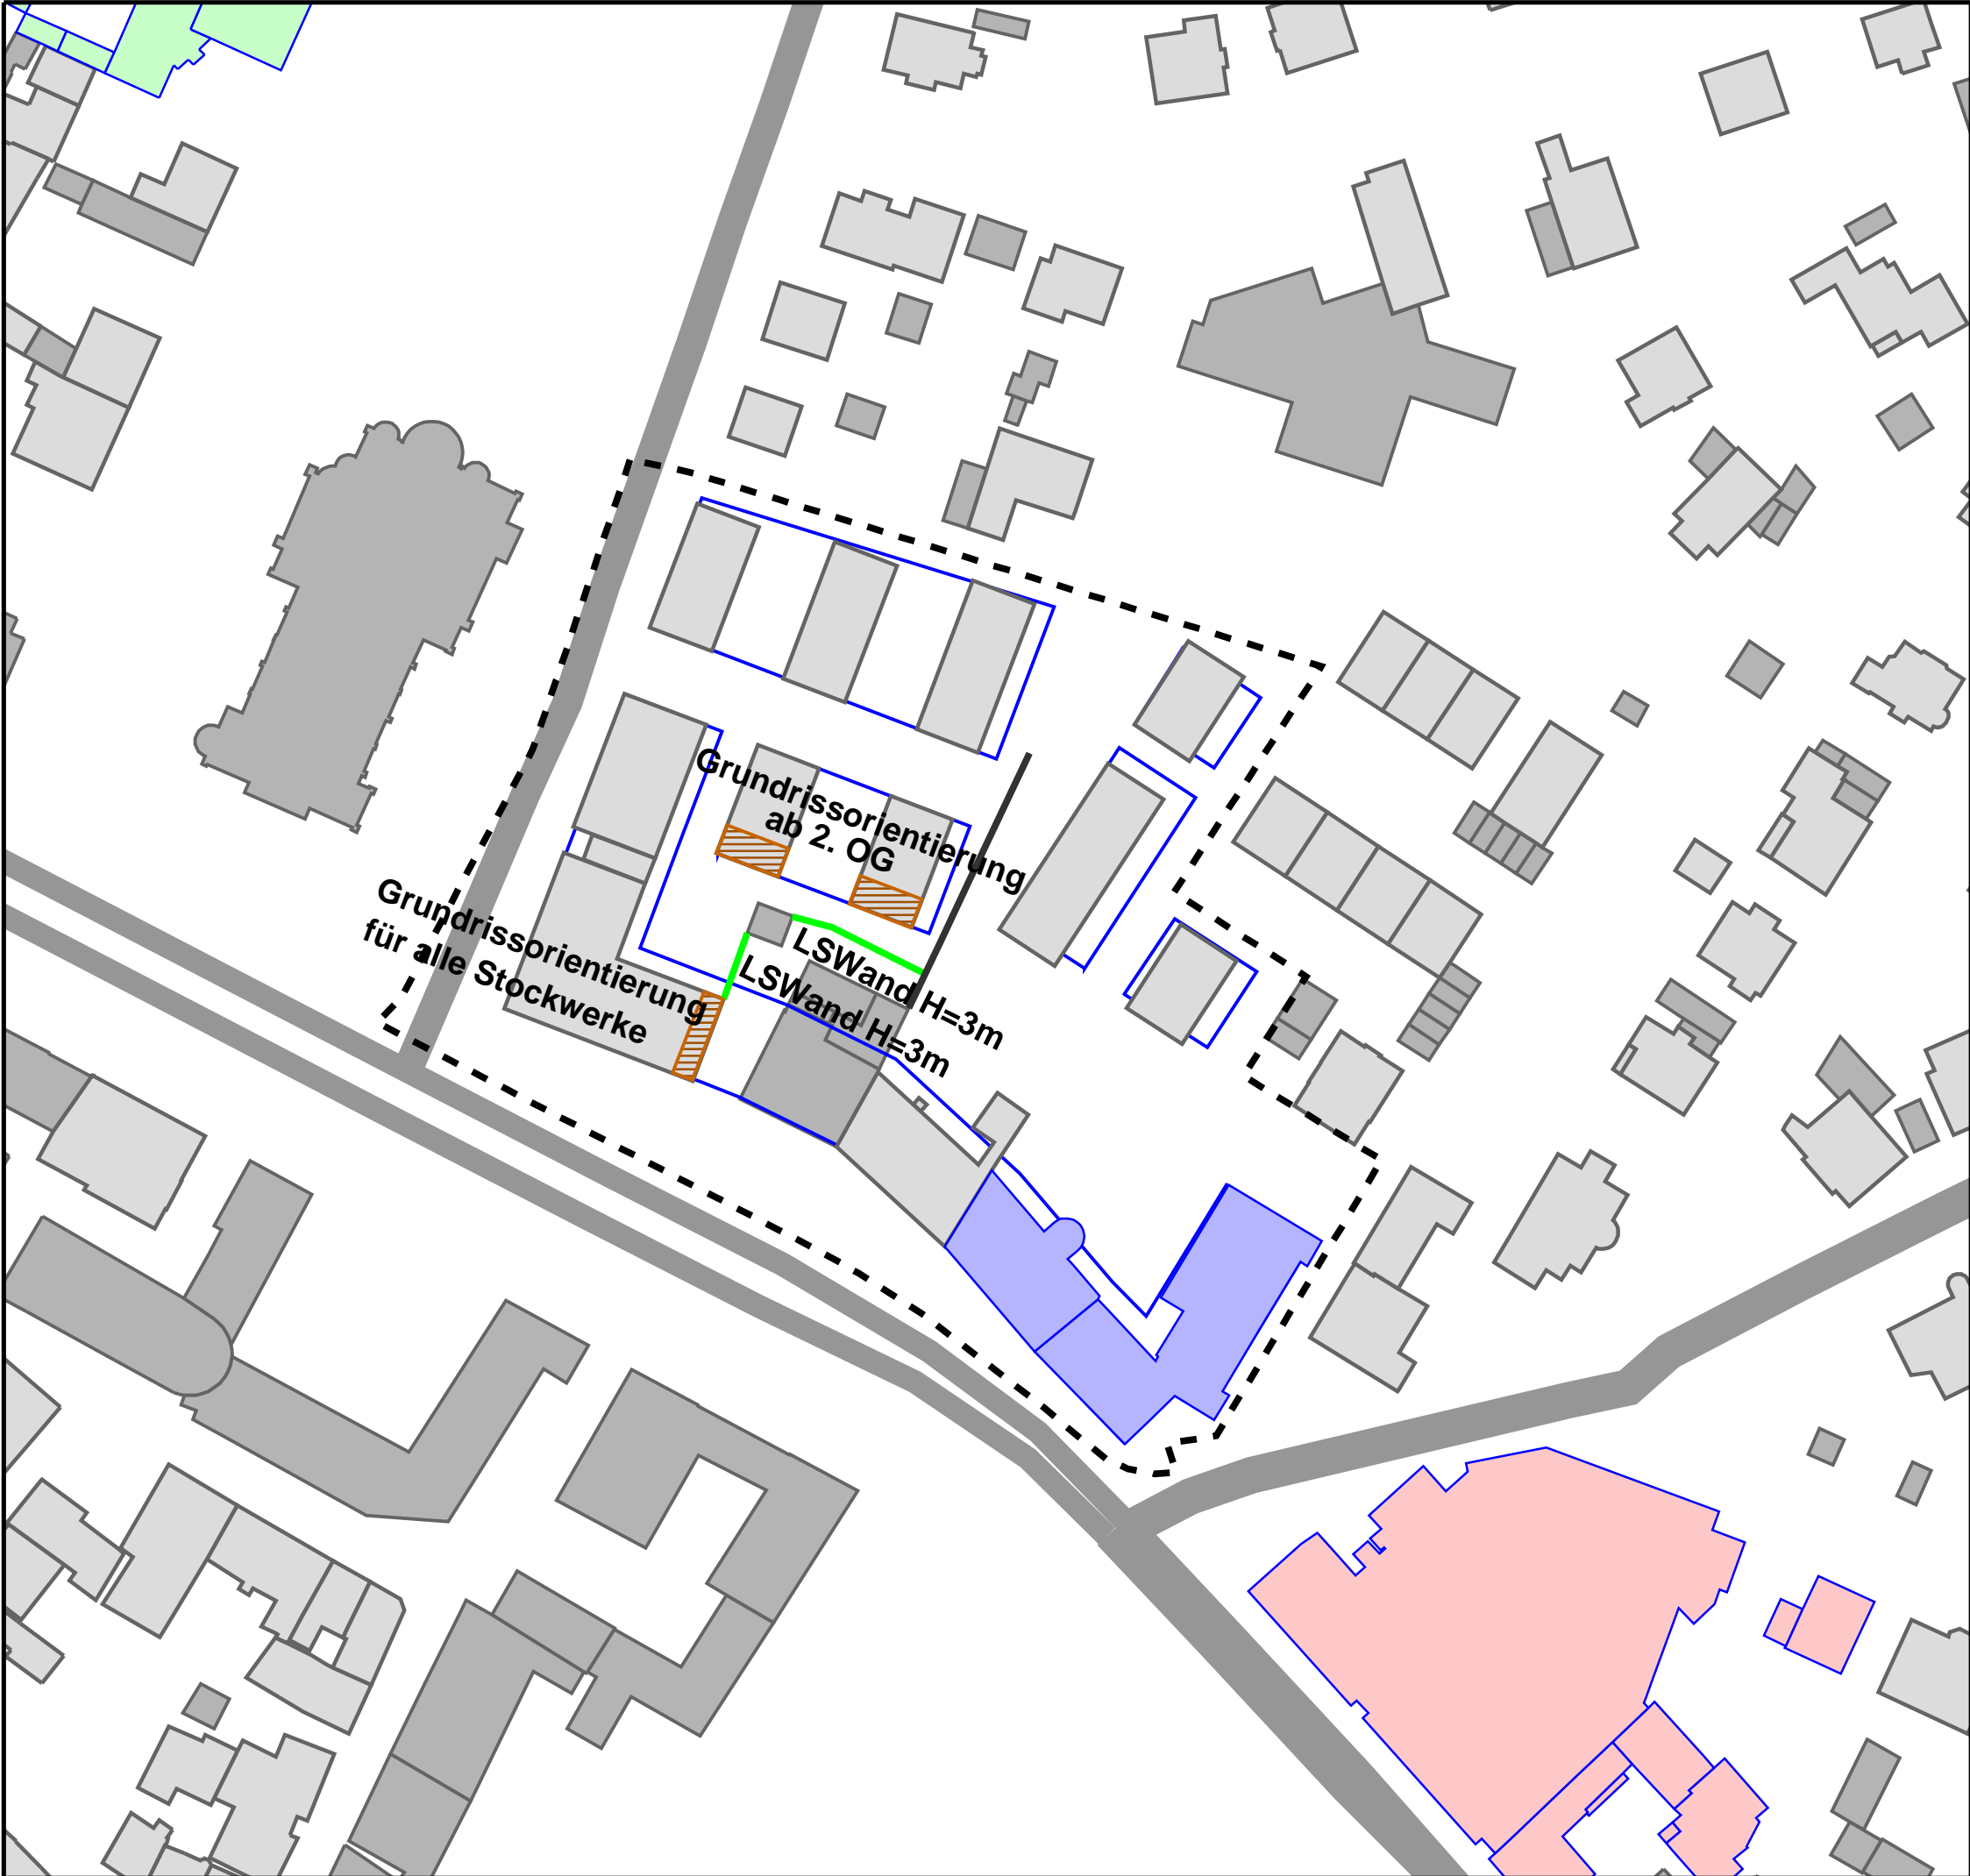 Grundrissorientierung
ab 2. OG
Grundrissorientierung
für alle Stockwerke
LSWand H=3m
LSWand H=3m